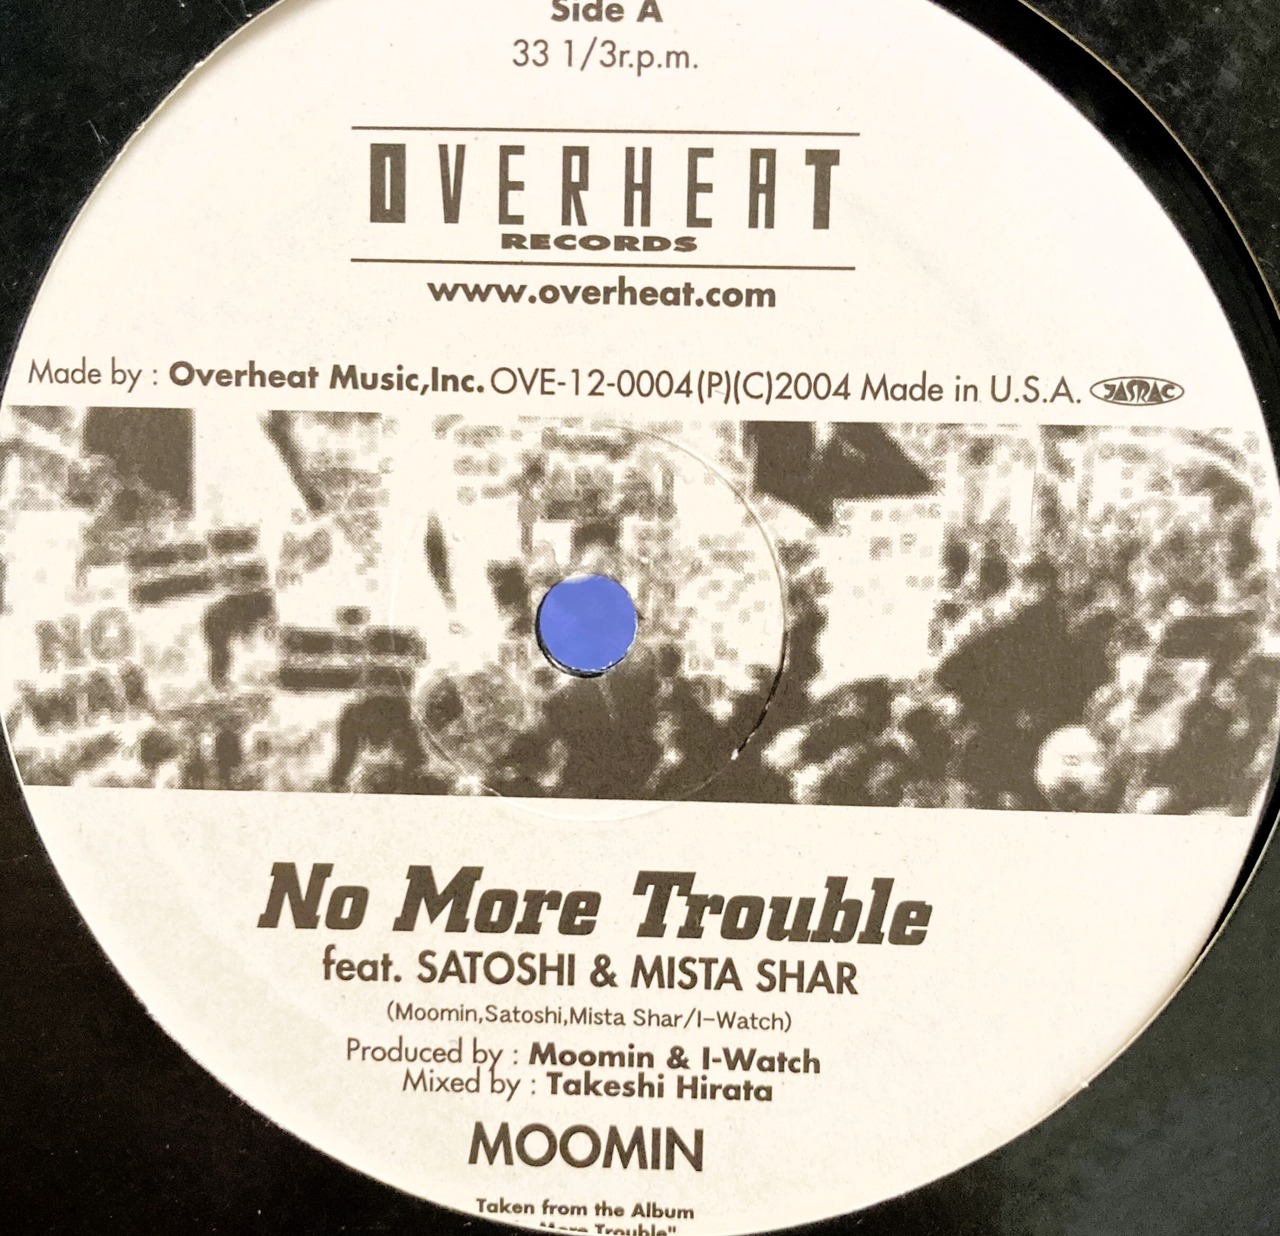 Side A
33 1/3r.p.m.
OVERHEAT
RECORDS
www.overheat.com
Made by : Overheat Music,Inc. OVE-12-0004(P)(C)2004 Made in U.S.A. JASRAC
NO
No More Trouble
feat. SATOSHI & MISTA SHAR
(Moomin,Satoshi,Mista Shar/I-Watch)
Produced by : Moomin & I-Watch
Mixed by : Takeshi Hirata
MOOMIN
Taken from the Album
More Trouble"